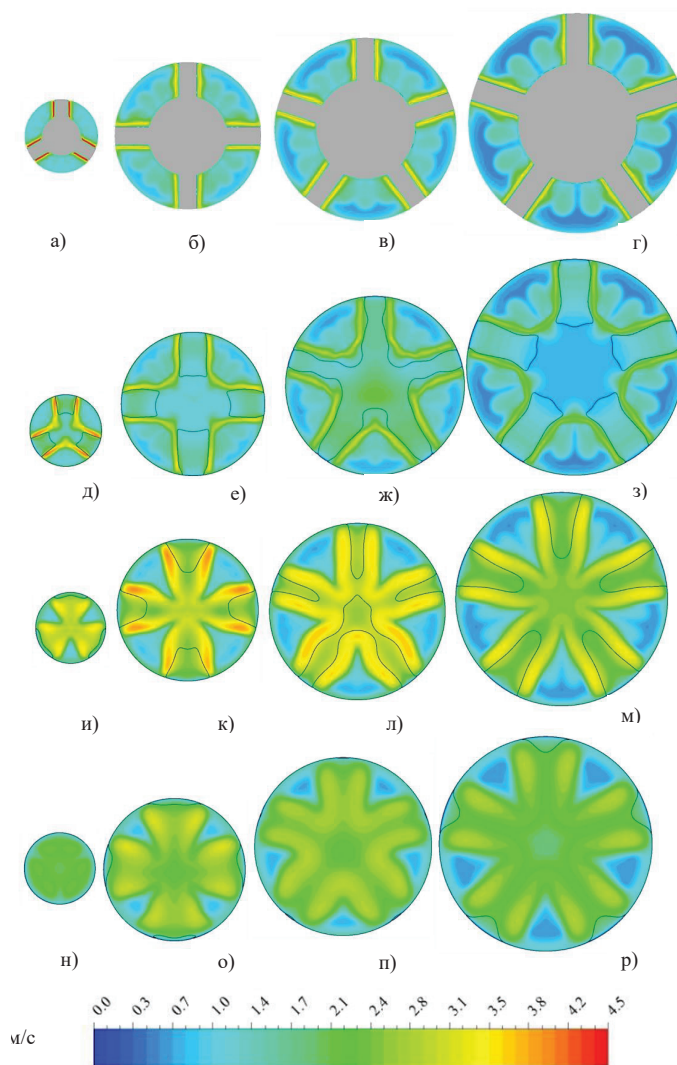 а) б) в) г)
д) е) ж) з)
и) к) л) м)
н) о) п) р)
0.0 0.3 0.7 1.0 1.4 1.7 2.1 2.4 2.8 3.1 3.5 3.8 4.2 4.5
м/с